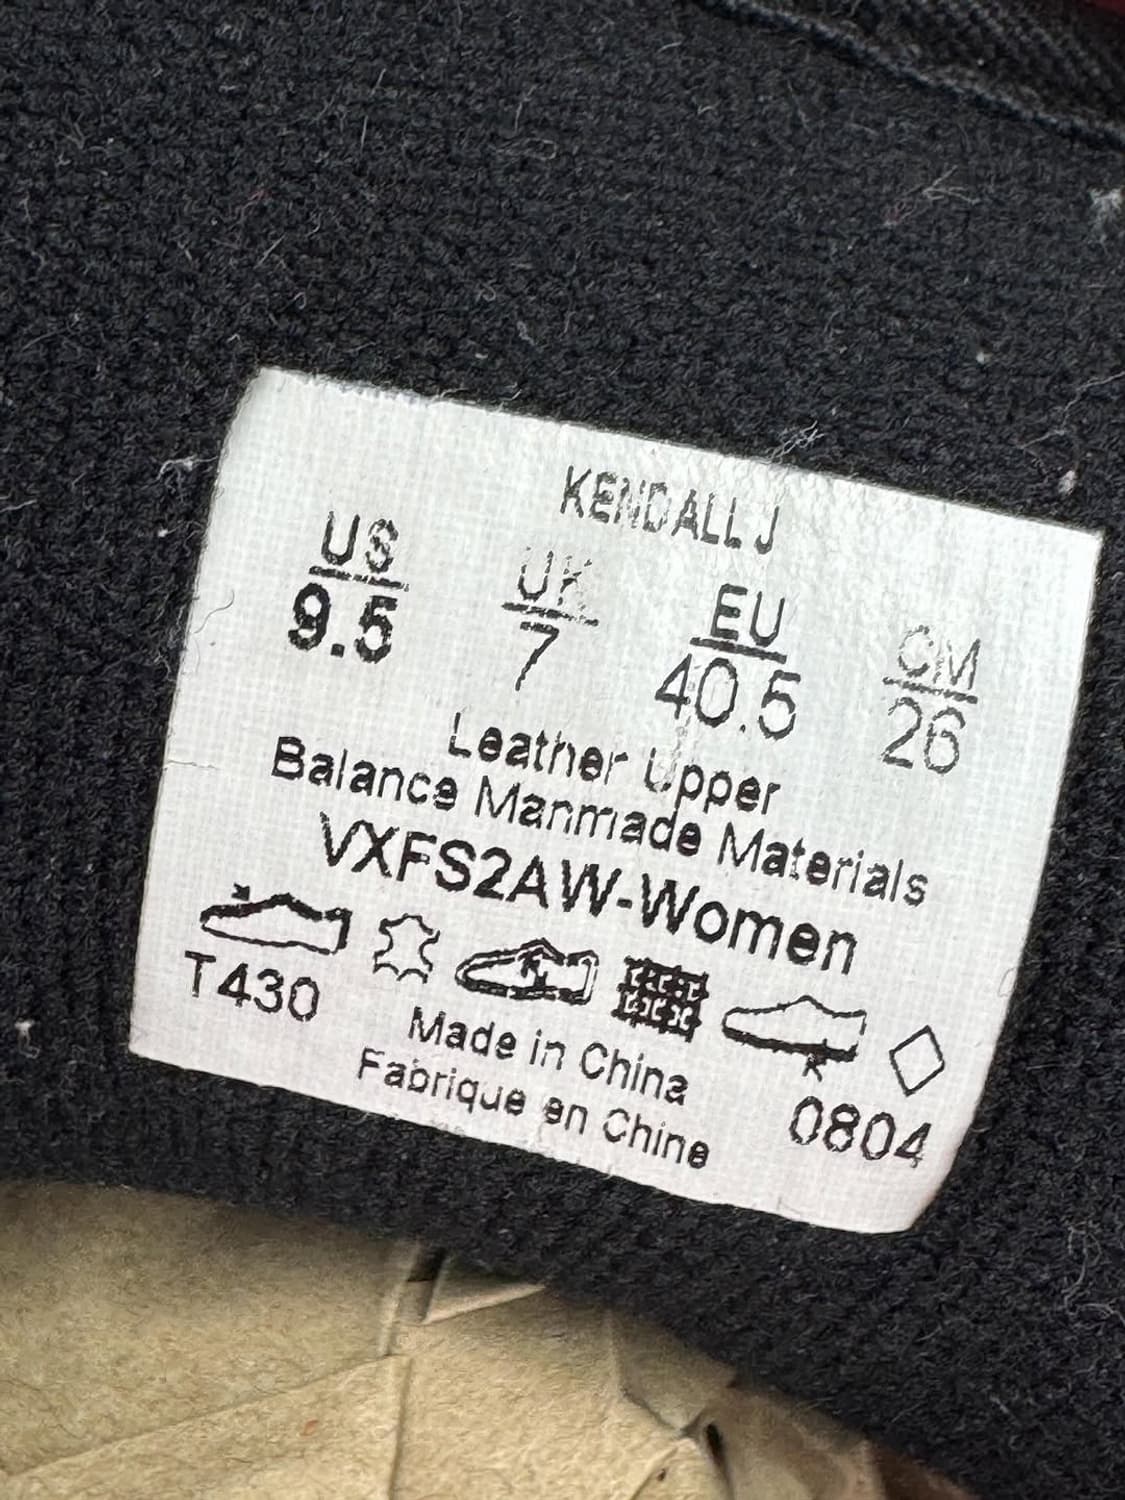 KENDALL J
US UK EU CM
9.5 7 40.5 26
Leather Upper
Balance Manmade Materials
VXFS2AW-Women
T430
Made in China
Fabrique en Chine
0804